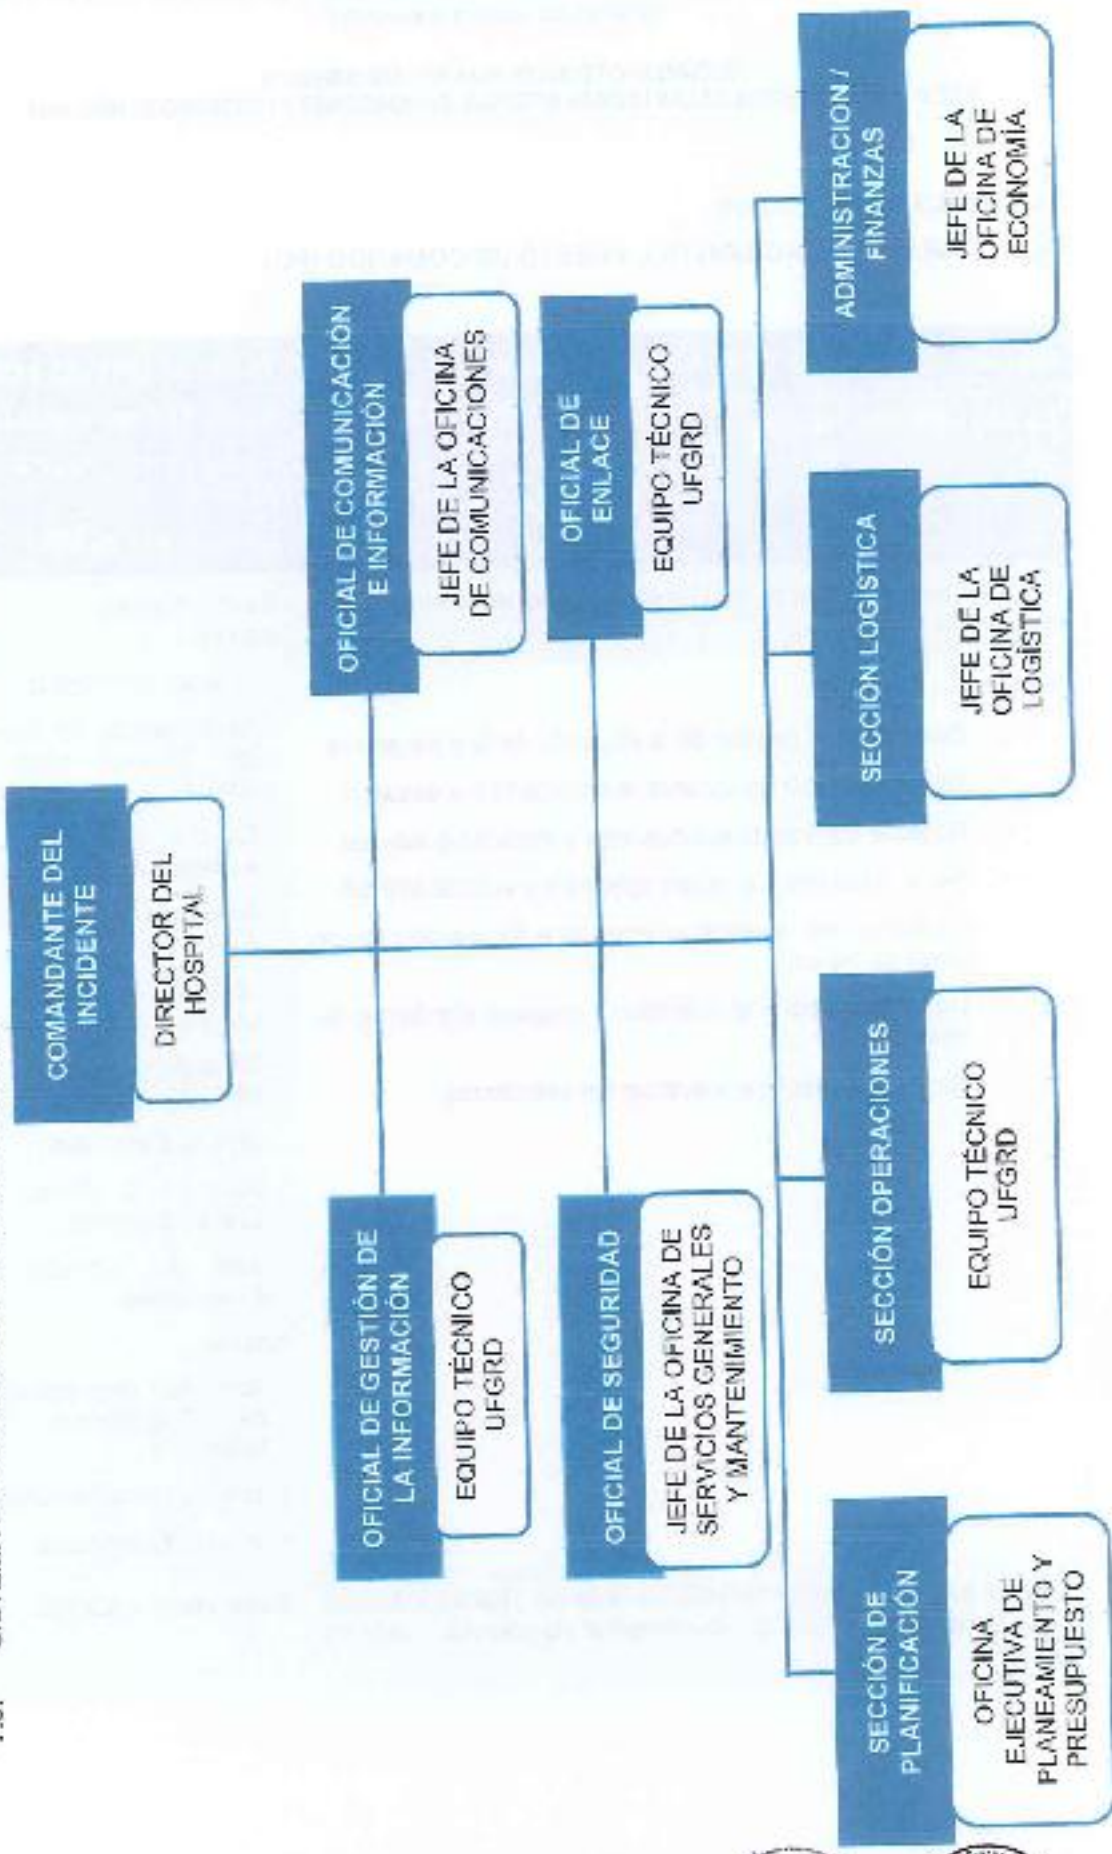 COMANDANTE DEL
INCIDENTE
DIRECTOR DEL
HOSPITAL
OFICIAL DE GESTIÓN DE
LA INFORMACIÓN
EQUIPO TÉCNICO
UFGRD
OFICIAL DE COMUNICACIÓN
E INFORMACIÓN
JEFE DE LA OFICINA
DE COMUNICACIONES
OFICIAL DE SEGURIDAD
JEFE DE LA OFICINA DE
SERVICIOS GENERALES
Y MANTENIMIENTO
OFICIAL DE
ENLACE
EQUIPO TÉCNICO
UFGRD
SECCIÓN DE
PLANIFICACIÓN
OFICINA
EJECUTIVA DE
PLANEAMIENTO Y
PRESUPUESTO
SECCIÓN OPERACIONES
EQUIPO TÉCNICO
UFGRD
SECCIÓN LOGÍSTICA
JEFE DE LA
OFICINA DE
LOGÍSTICA
ADMINISTRACION /
FINANZAS
JEFE DE LA
OFICINA DE
ECONOMÍA